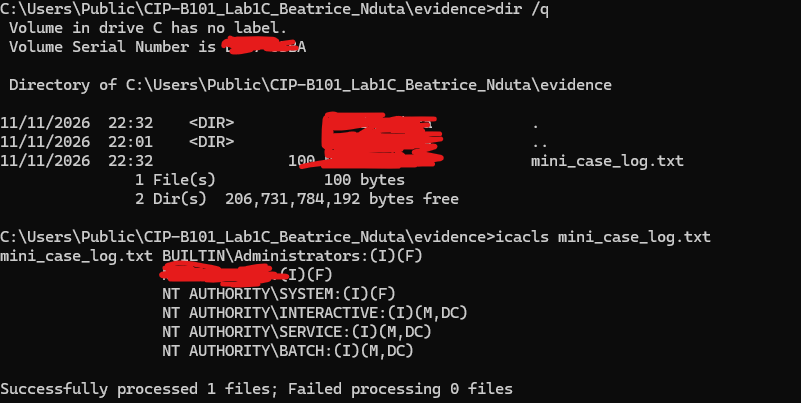 C:\Users\Public\CIP-B101_Lab1C_Beatrice_Nduta\evidence>dir /q
Volume in drive C has no label.
Volume Serial Number is
Directory of C:\Users\Public\CIP-B101_Lab1C_Beatrice_Nduta\evidence
11/11/2026 22:32 <DIR> .
11/11/2026 22:01 <DIR> ..
11/11/2026 22:32 100 mini_case_log.txt
1 File(s) 100 bytes
2 Dir(s) 206,731,784,192 bytes free
C:\Users\Public\CIP-B101_Lab1C_Beatrice_Nduta\evidence>icacls mini_case_log.txt
mini_case_log.txt BUILTIN\Administrators:(I)(F)
:(I)(F)
NT AUTHORITY\SYSTEM:(I)(F)
NT AUTHORITY\INTERACTIVE:(I)(M,DC)
NT AUTHORITY\SERVICE:(I)(M,DC)
NT AUTHORITY\BATCH:(I)(M,DC)
Successfully processed 1 files; Failed processing 0 files